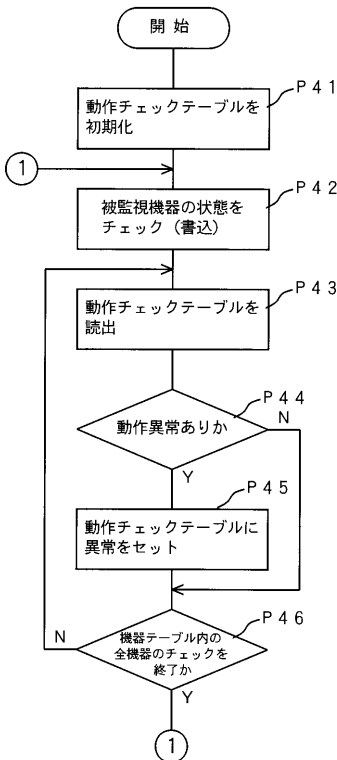 開 始
P41
動作チェックテーブルを
初期化
1
P42
被監視機器の状態を
チェック（書込）
P43
動作チェックテーブルを
読出
P44
動作異常ありか
N
Y
P45
動作チェックテーブルに
異常をセット
P46
N
機器テーブル内の
全機器のチェックを
終了か
Y
1